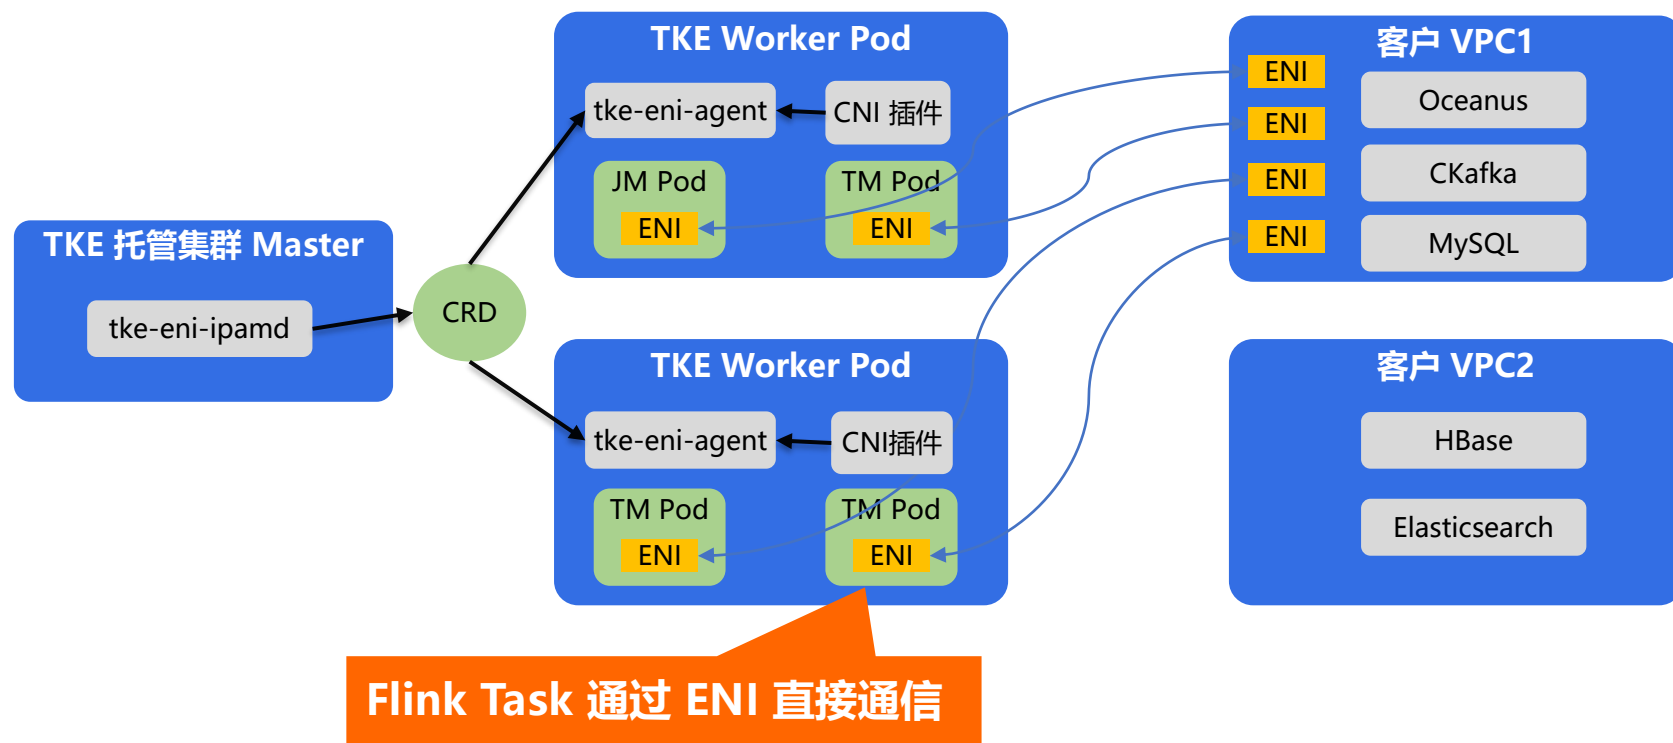 TKE 托管集群 Master
tke-eni-ipamd
CRD
TKE Worker Pod
tke-eni-agent
CNI 插件
JM Pod
ENI
TM Pod
ENI
TKE Worker Pod
tke-eni-agent
CNI插件
TM Pod
ENI
TM Pod
ENI
Flink Task 通过 ENI 直接通信
客户 VPC1
ENI
ENI
ENI
ENI
Oceanus
CKafka
MySQL
客户 VPC2
HBase
Elasticsearch